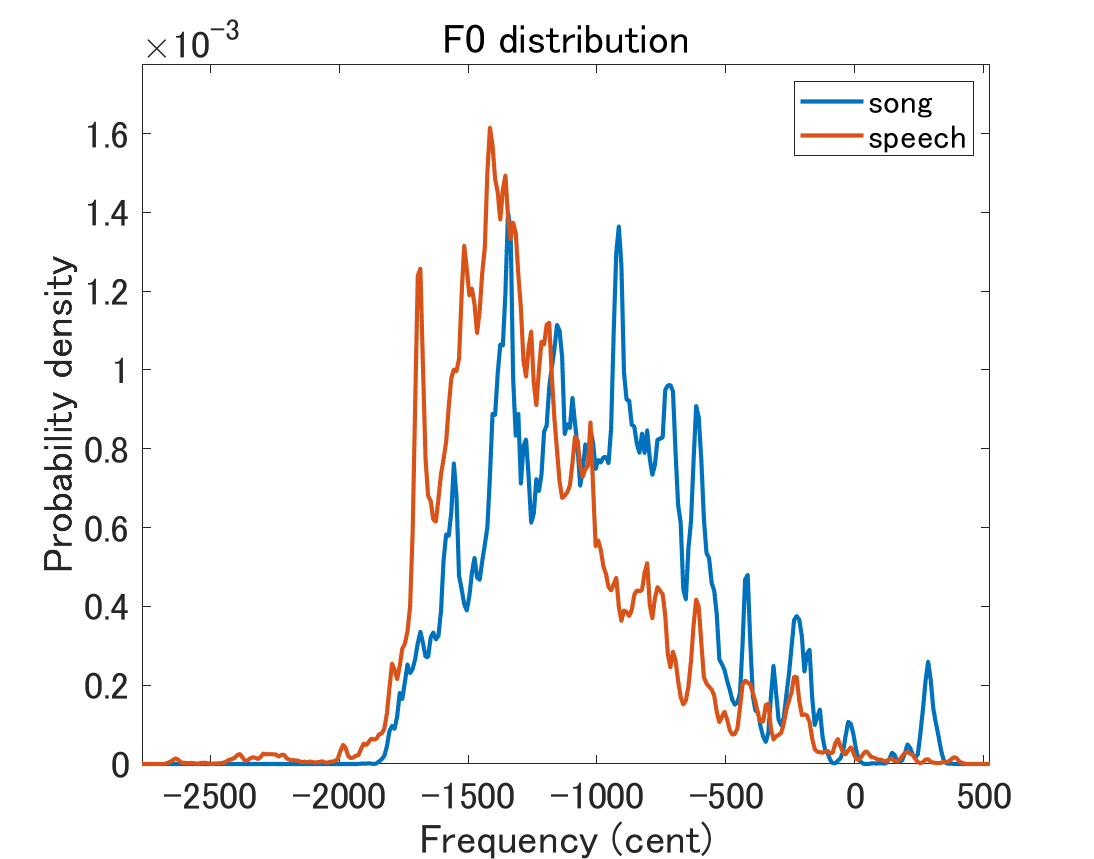 F0 distribution
×10−3
song
speech
1.6
1.4
1.2
1
0.8
0.6
0.4
0.2
0
Probability density
−2500 −2000 −1500 −1000 −500 0 500
Frequency (cent)